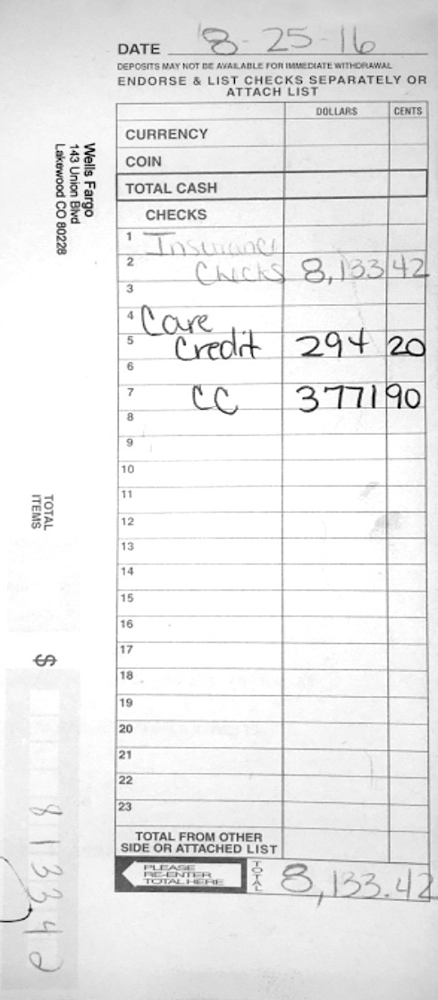 DATE 8-25-16
DEPOSITS MAY NOT BE AVAILABLE FOR IMMEDIATE WITHDRAWAL
ENDORSE & LIST CHECKS SEPARATELY OR
ATTACH LIST
DOLLARS CENTS
CURRENCY
COIN
TOTAL CASH
CHECKS
1 Insurance
2 Checks 8,133 42
3
4 Care
5 Credit 294 20
6
7 CC 3771 90
8
9
10
11
12
13
14
15
16
17
18
19
20
21
22
23
TOTAL FROM OTHER
SIDE OR ATTACHED LIST
PLEASE
RE-ENTER
TOTAL HERE
TOTAL 8,133.42
Wells Fargo
143 Union Blvd
Lakewood CO 80228
TOTAL
ITEMS
$ 813342